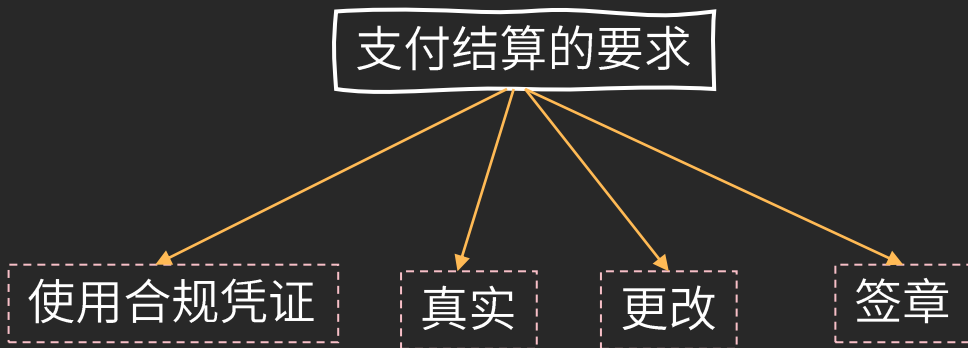 支付结算的要求
使用合规凭证
真实
更改
签章